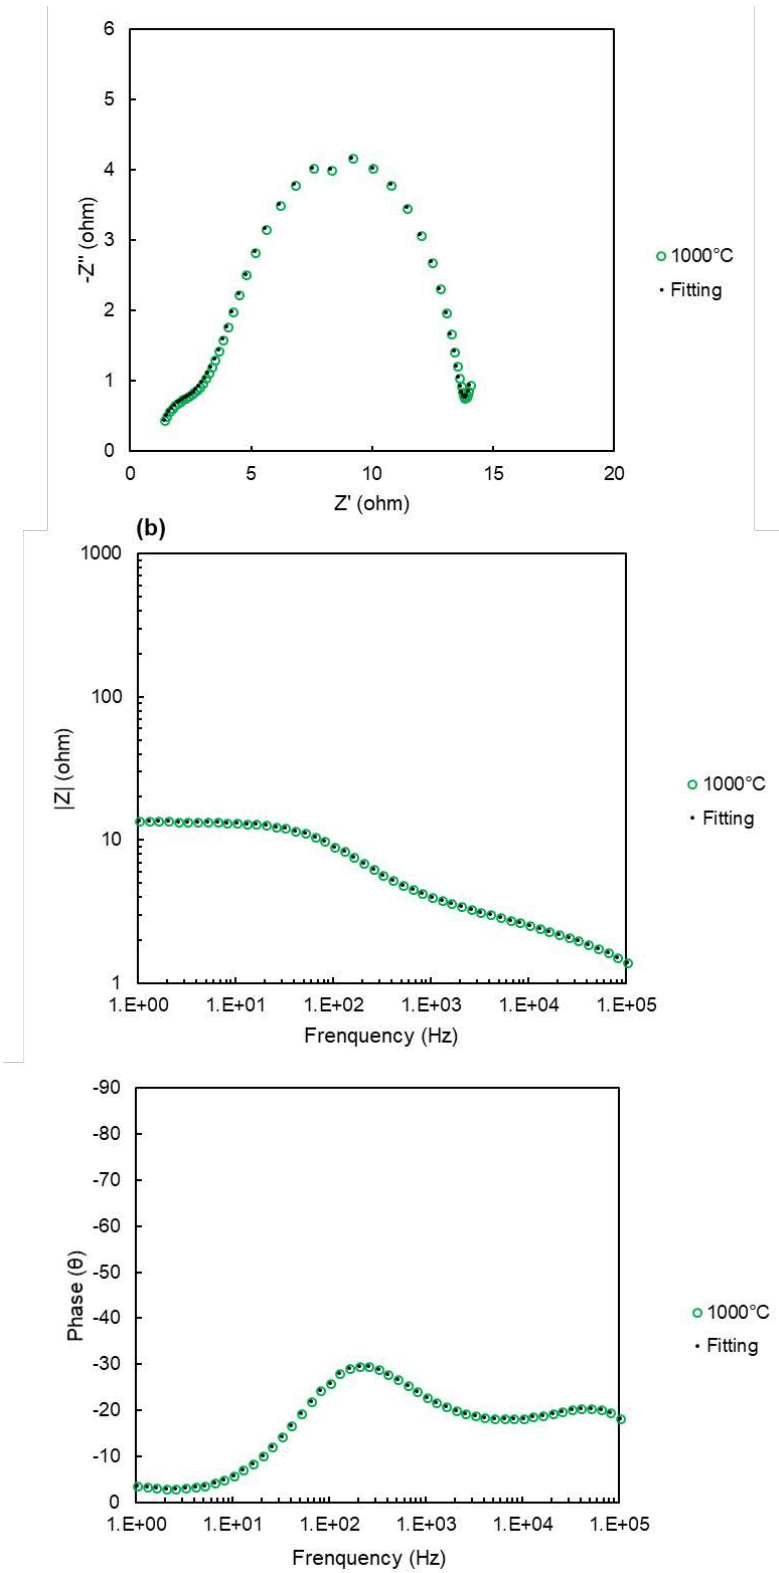 6
5
4
3
2
1
0
-Z'' (ohm)
0 5 10 15 20
Z' (ohm)
1000°C
Fitting
(b)
1000
100
10
1
|Z| (ohm)
1.E+00 1.E+01 1.E+02 1.E+03 1.E+04 1.E+05
Frenquency (Hz)
1000°C
Fitting
-90
-80
-70
-60
-50
-40
-30
-20
-10
0
Phase (θ)
1.E+00 1.E+01 1.E+02 1.E+03 1.E+04 1.E+05
Frenquency (Hz)
1000°C
Fitting